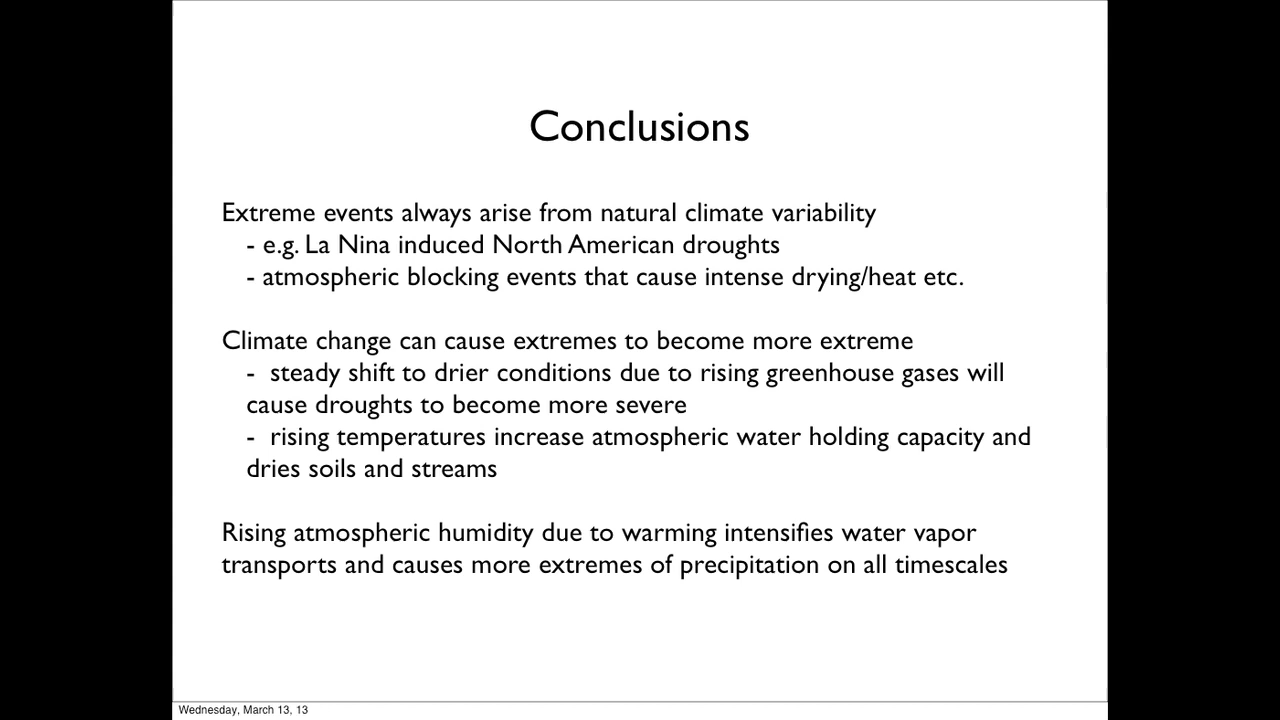 Conclusions
Extreme events always arise from natural climate variability
- e.g. La Nina induced North American droughts
- atmospheric blocking events that cause intense drying/heat etc.
Climate change can cause extremes to become more extreme
- steady shift to drier conditions due to rising greenhouse gases will
cause droughts to become more severe
- rising temperatures increase atmospheric water holding capacity and
dries soils and streams
Rising atmospheric humidity due to warming intensifies water vapor
transports and causes more extremes of precipitation on all timescales
Wednesday, March 13, 13